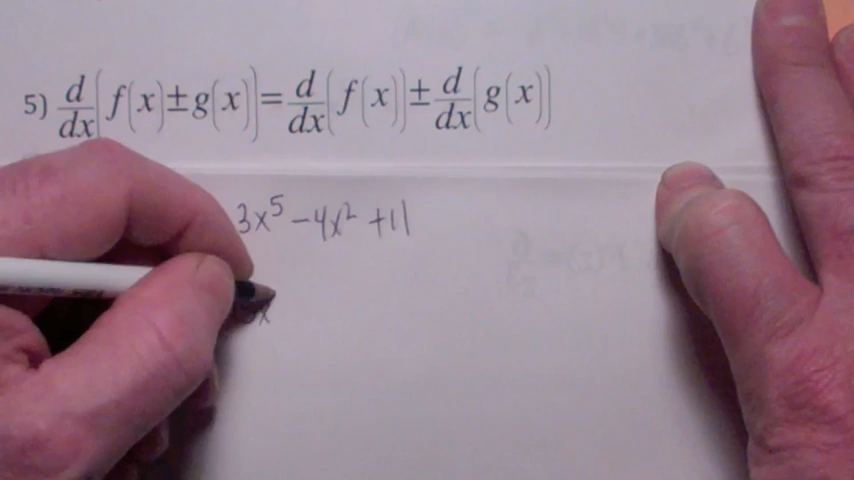 5) d/dx(f(x)±g(x))=d/dx(f(x))±d/dx(g(x))
3x⁵ -4x² +11